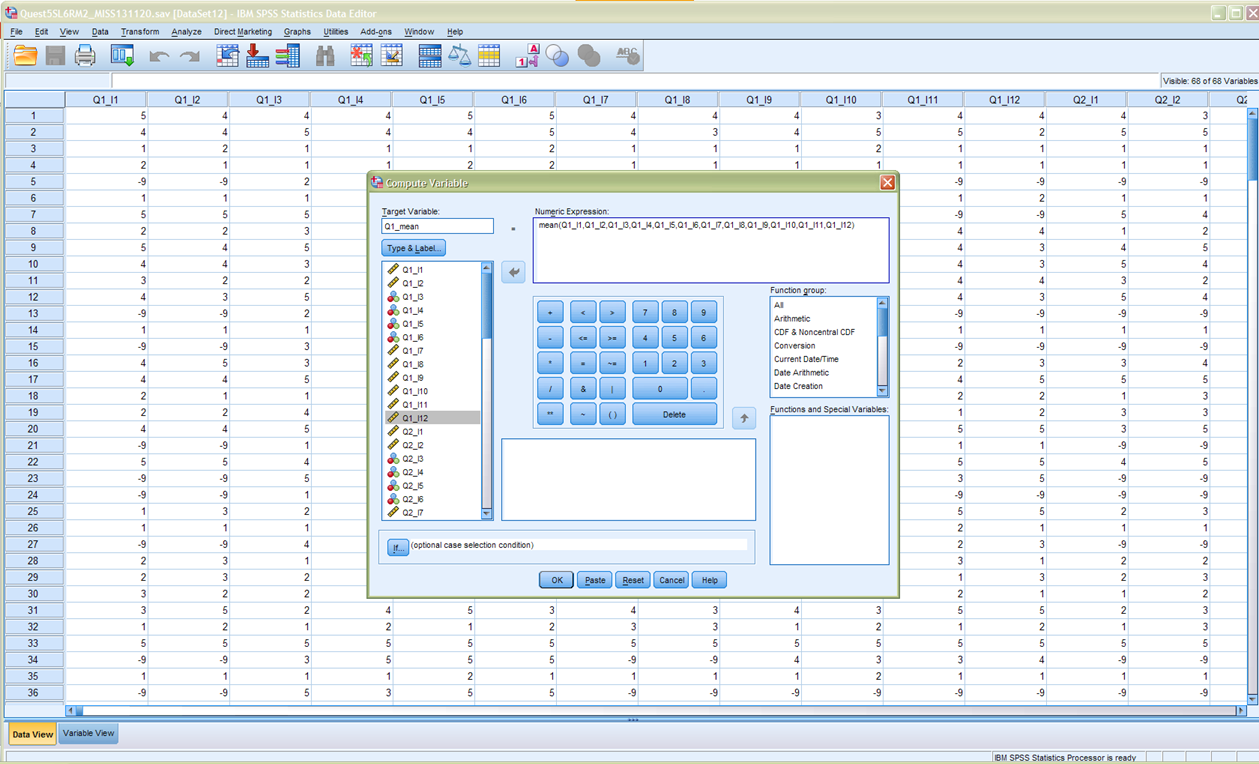 Quest5SL6RM2_MISS131120.sav [DataSet12] - IBM SPSS Statistics Data Editor
File Edit View Data Transform Analyze Direct Marketing Graphs Utilities Add-ons Window Help
Visible: 68 of 68 Variables
Q1_I1 Q1_I2 Q1_I3 Q1_I4 Q1_I5 Q1_I6 Q1_I7 Q1_I8 Q1_I9 Q1_I10 Q1_I11 Q1_I12 Q2_I1 Q2_I2
1 5 4 4 4 5 5 4 4 4 3 4 4 4 3
2 4 4 5 4 4 5 4 3 4 5 5 2 5 5
3 1 2 1 1 1 2 1 1 1 2 1 1 1 1
4 2 1 1 1 2 2 1 1 1 1 1 1 1 1
5 -9 -9 2 -9 -9 -9 -9
6 1 1 1 1 2 1 1
7 5 5 5 -9 -9 5 4
8 2 2 3 4 4 1 2
9 5 4 5 4 3 5 4
10 4 4 3 4 3 4 5
11 3 2 2 4 4 3 2
12 4 3 5 4 3 5 4
13 -9 -9 2 -9 -9 -9 -9
14 1 1 1 1 1 1 1
15 -9 -9 3 -9 -9 -9 -9
16 4 5 3 2 3 3 4
17 4 4 5 4 5 5 5
18 2 1 1 2 2 1 3
19 2 2 4 1 2 3 3
20 4 4 5 5 5 3 5
21 -9 -9 1 1 1 -9 -9
22 5 5 4 5 5 4 5
23 -9 -9 5 3 5 -9 -9
24 -9 -9 1 -9 -9 -9 -9
25 1 3 2 5 5 2 3
26 1 1 1 2 1 1 1
27 -9 -9 4 2 3 -9 -9
28 2 3 1 3 1 2 2
29 2 3 2 1 3 2 3
30 3 2 2 2 1 1 2
31 3 5 2 4 5 3 4 3 4 3 5 5 2 3
32 1 2 1 2 1 2 3 3 1 2 1 2 1 3
33 5 5 5 5 5 5 5 5 5 5 5 5 5 5
34 -9 -9 3 5 5 5 -9 -9 4 3 3 4 -9 -9
35 1 1 1 1 2 1 1 1 1 2 1 1 1 1
36 -9 -9 5 3 5 5 -9 -9 -9 -9 -9 -9 -9 -9
Compute Variable
Target Variable:
Q1_mean
=
Numeric Expression:
mean(Q1_I1,Q1_I2,Q1_I3,Q1_I4,Q1_I5,Q1_I6,Q1_I7,Q1_I8,Q1_I9,Q1_I10,Q1_I11,Q1_I12)
Type & Label...
Q1_I1
Q1_I2
Q1_I3
Q1_I4
Q1_I5
Q1_I6
Q1_I7
Q1_I8
Q1_I9
Q1_I10
Q1_I11
Q1_I12
Q2_I1
Q2_I2
Q2_I3
Q2_I4
Q2_I5
Q2_I6
Q2_I7
+ < > 7 8 9
- <= >= 4 5 6
* = ~= 1 2 3
/ & | 0 .
** ~ ( ) Delete
Function group:
All
Arithmetic
CDF & Noncentral CDF
Conversion
Current Date/Time
Date Arithmetic
Date Creation
Functions and Special Variables:
If... (optional case selection condition)
OK Paste Reset Cancel Help
Data View Variable View
IBM SPSS Statistics Processor is ready